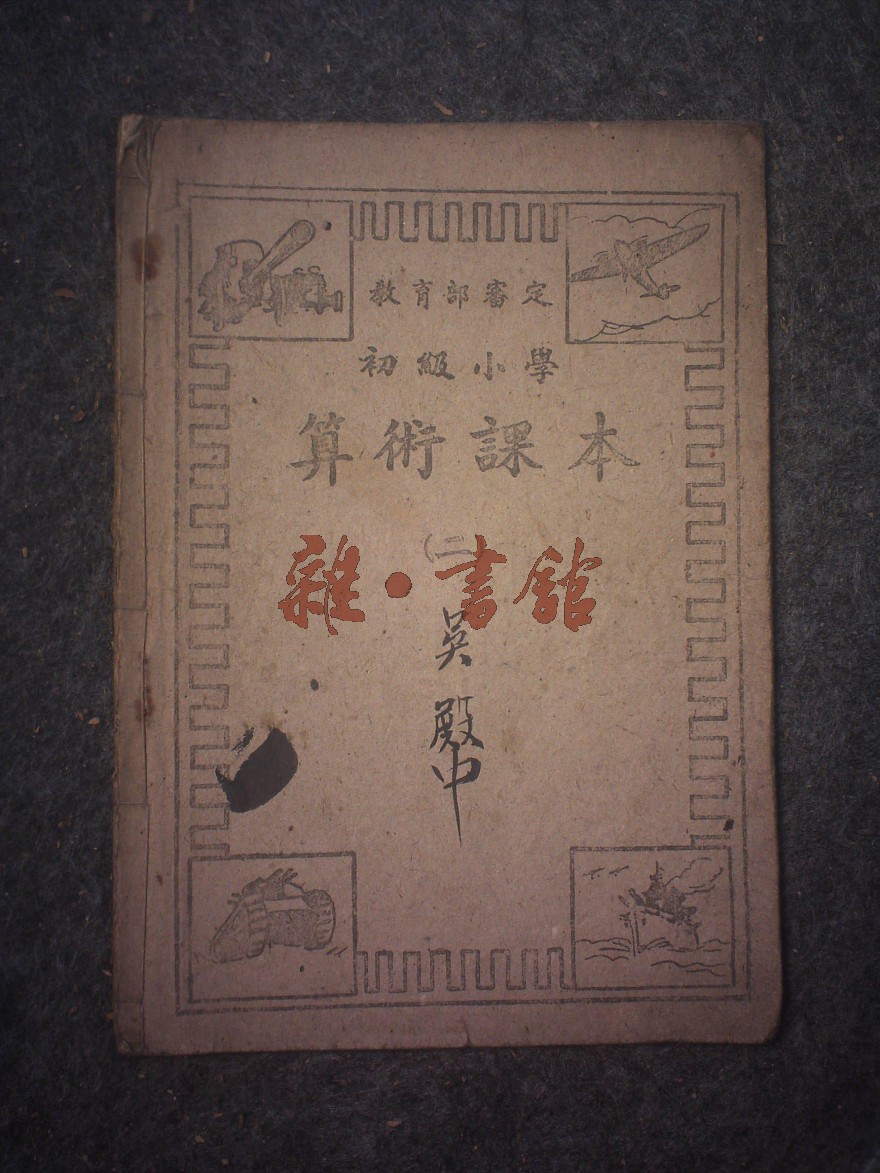 教育部審定
初級小學
算術課本
(二
雜·書館
吳殿中